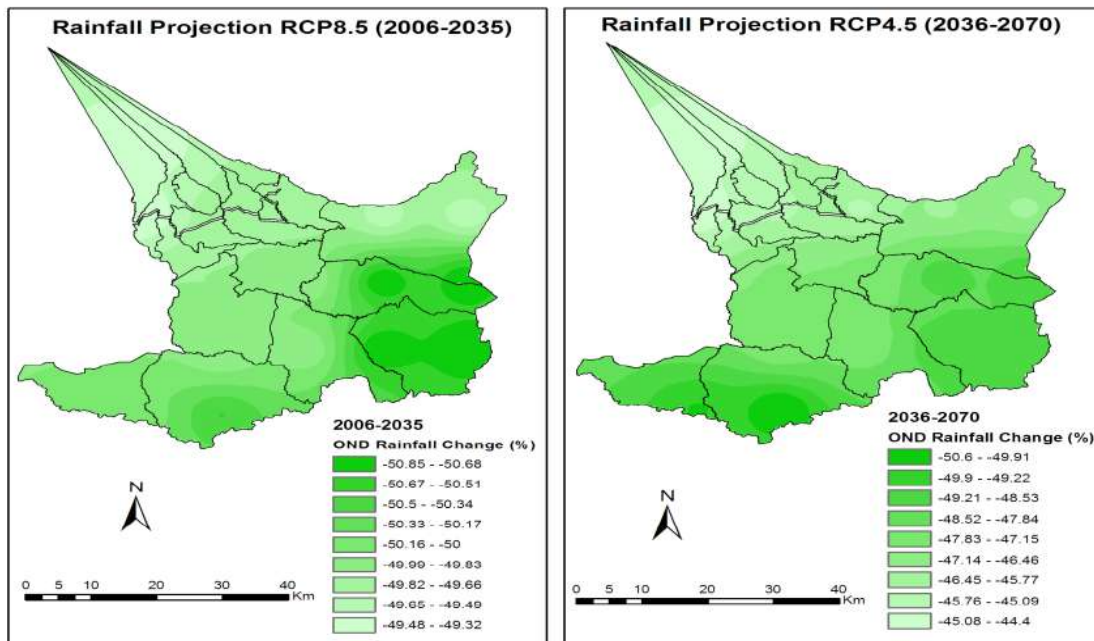 Rainfall Projection RCP8.5 (2006-2035)
2006-2035
OND Rainfall Change (%)
-50.85 - -50.68
-50.67 - -50.51
-50.5 - -50.34
-50.33 - -50.17
-50.16 - -50
-49.99 - -49.83
-49.82 - -49.66
-49.65 - -49.49
-49.48 - -49.32
N
0 5 10 20 30 40
Km
Rainfall Projection RCP4.5 (2036-2070)
2036-2070
OND Rainfall Change (%)
-50.6 - -49.91
-49.9 - -49.22
-49.21 - -48.53
-48.52 - -47.84
-47.83 - -47.15
-47.14 - -46.46
-46.45 - -45.77
-45.76 - -45.09
-45.08 - -44.4
N
0 5 10 20 30 40
Km